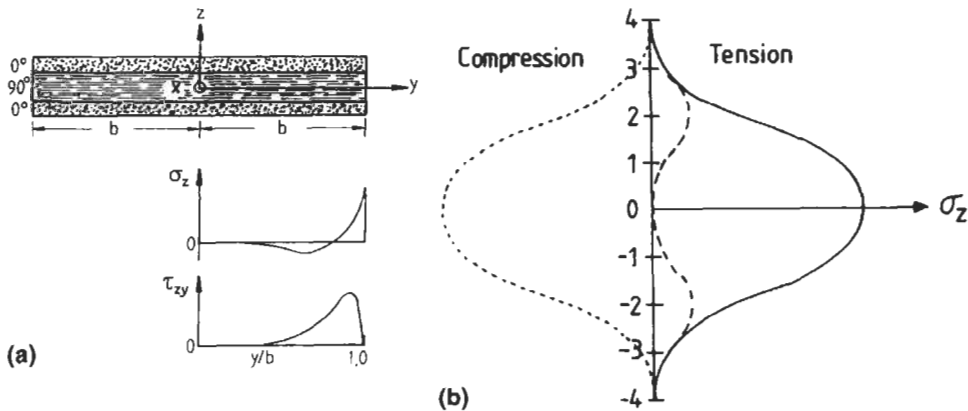 z
0°
90°
0°
x
y
b b
σz
0
τzy
0
y/b 1,0
(a)
Compression Tension
4
3
2
1
0
-1
-2
-3
-4
σz
(b)